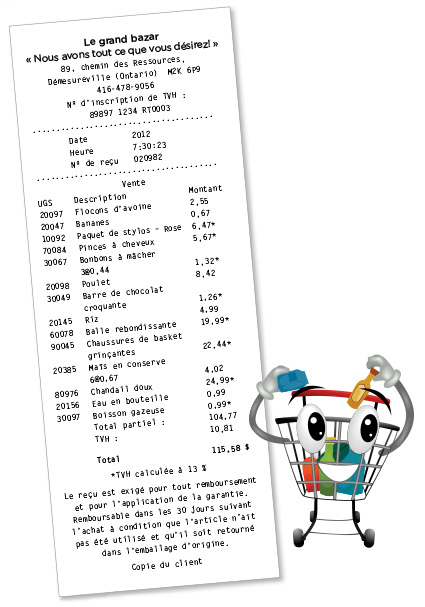 Le grand bazar
« Nous avons tout ce que vous désirez! »
89, chemin des Ressources,
Démesureville (Ontario) M2K 6P9
416-478-9056
Nº d'inscription de TVH :
89897 1234 RT0003
Date 2012
Heure 7:30:23
Nº de reçu 020982
Vente
UGS Description Montant
20097 Flocons d'avoine 2,55
20047 Bananes 0,67
10092 Paquet de stylos – Rose 6,47*
70084 Pinces à cheveux 5,67*
30067 Bonbons à mâcher
3@0,44 1,32*
20098 Poulet 8,42
30049 Barre de chocolat
croquante 1,26*
20145 Riz 4,99
60078 Balle rebondissante 19,99*
90045 Chaussures de basket
grinçantes 22,44*
20385 Maïs en conserve
6@0,67 4,02
80976 Chandail doux 24,99*
20156 Eau en bouteille 0,99
30097 Boisson gazeuse 0,99*
Total partiel : 104,77
TVH : 10,81
Total 115,58 $
*TVH calculée à 13 %
Le reçu est exigé pour tout remboursement
et pour l'application de la garantie.
Remboursable dans les 30 jours suivant
l'achat à condition que l'article n'ait
pas été utilisé et qu'il soit retourné
dans l'emballage d'origine.
Copie du client